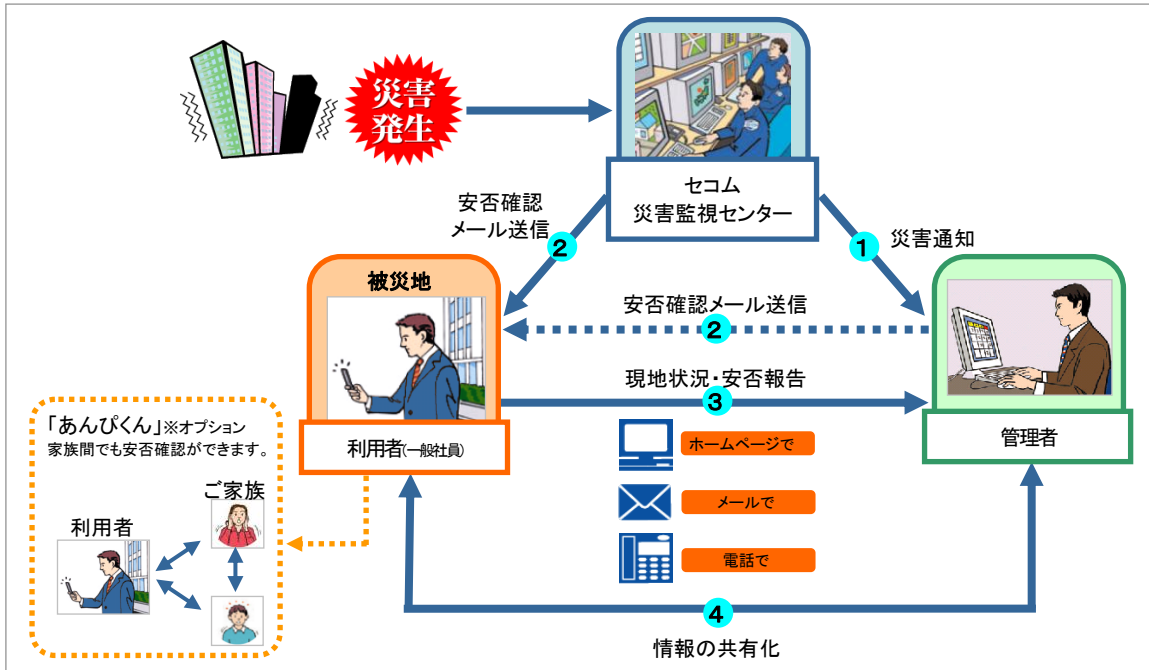 災害
発生
セコム
災害監視センター
安否確認
メール送信
2
1
災害通知
被災地
安否確認メール送信
2
現地状況・安否報告
3
利用者(一般社員)
管理者
ホームページで
メールで
電話で
「あんぴくん」※オプション
家族間でも安否確認ができます。
ご家族
利用者
4
情報の共有化